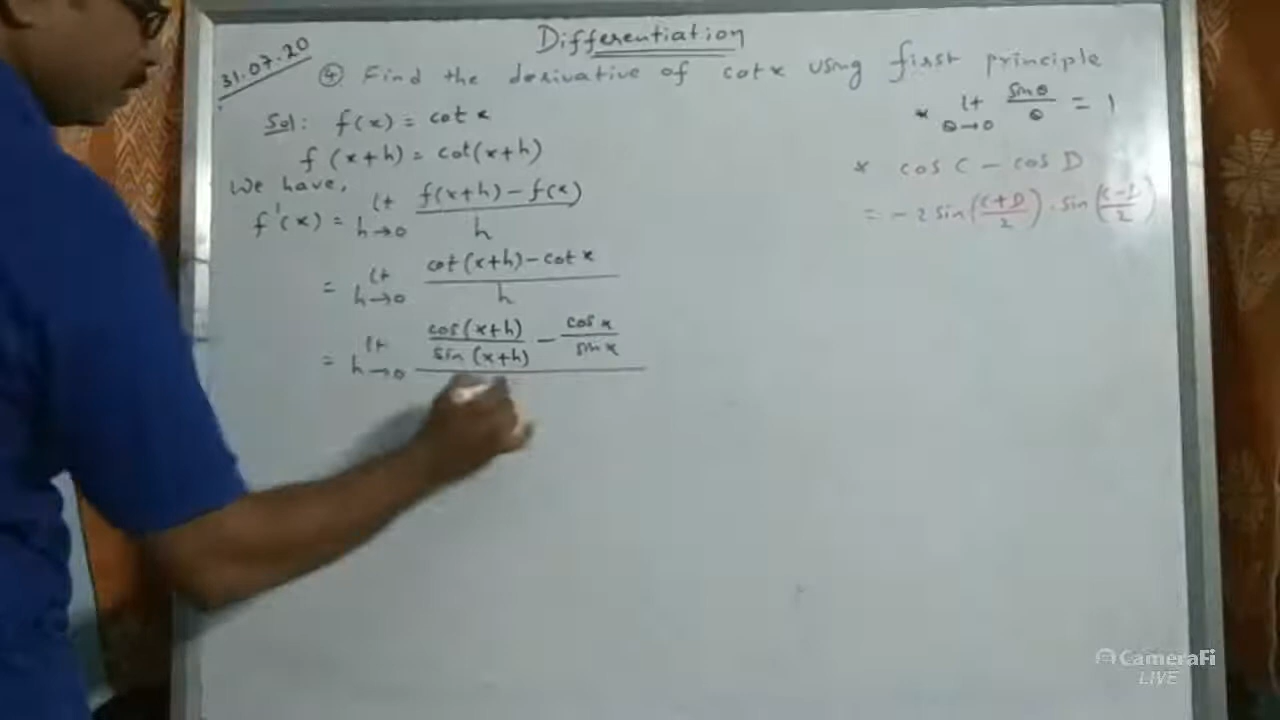 Differentiation
31.07.20
④ Find the derivative of cotx using first principle
Sol: f(x) = cot x
f(x+h) = cot(x+h)
We have,
f'(x) = lt h→0 f(x+h) - f(x) / h
= lt h→0 cot(x+h) - cot x / h
= lt h→0 cos(x+h) / sin(x+h) - cos x / sin x
* lt θ→0 sinθ / θ = 1
* cos C - cos D
= -2 sin(C+D / 2) . sin(C-D / 2)
CameraFi
LIVE